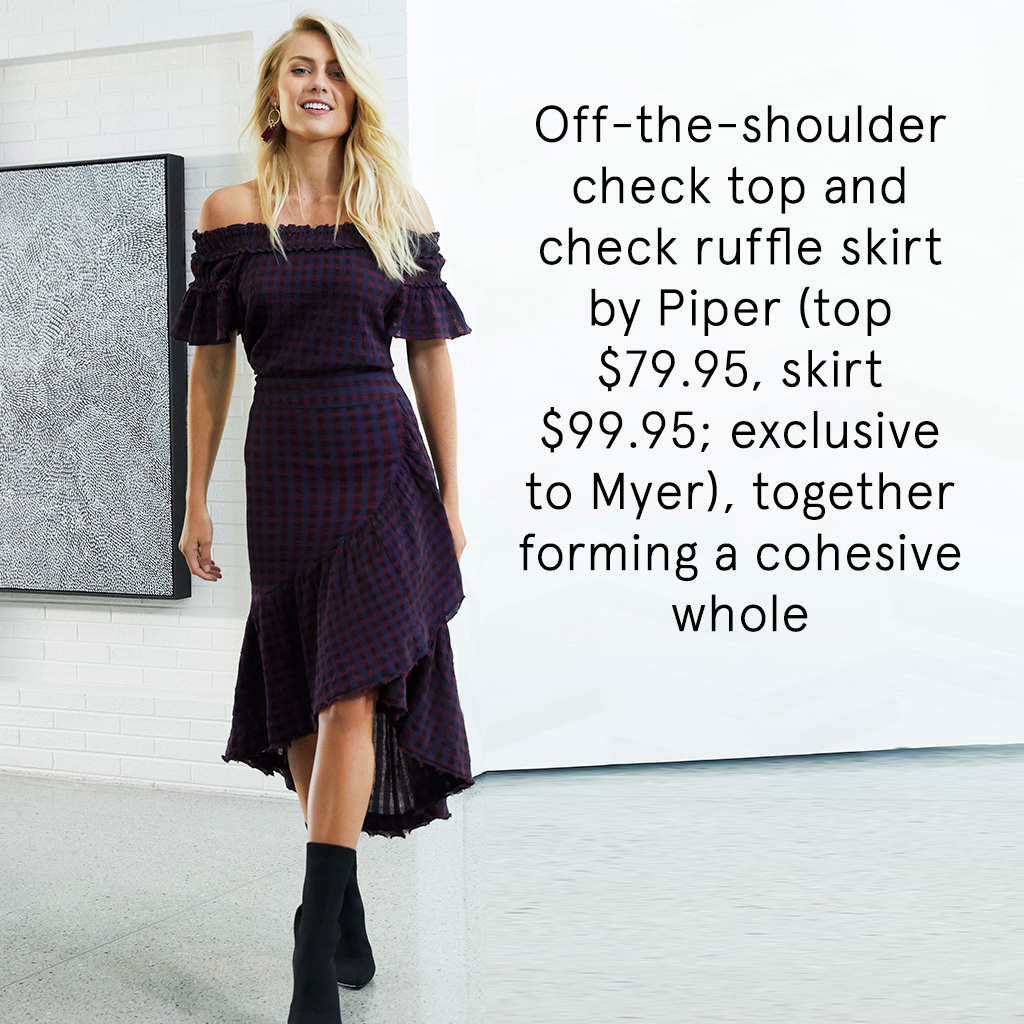 Off-the-shoulder
check top and
check ruffle skirt
by Piper (top
$79.95, skirt
$99.95; exclusive
to Myer), together
forming a cohesive
whole